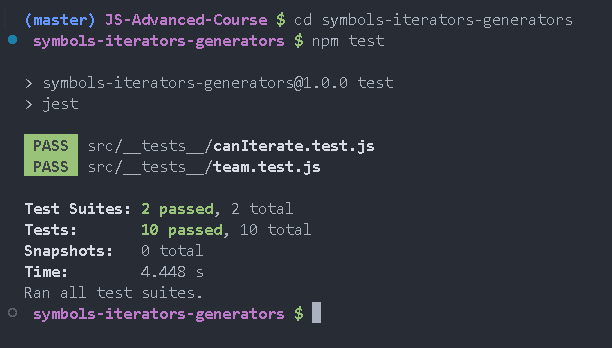 (master) JS-Advanced-Course $ cd symbols-iterators-generators
symbols-iterators-generators $ npm test
> symbols-iterators-generators@1.0.0 test
> jest
PASS src/__tests__/canIterate.test.js
PASS src/__tests__/team.test.js
Test Suites: 2 passed, 2 total
Tests: 10 passed, 10 total
Snapshots: 0 total
Time: 4.448 s
Ran all test suites.
symbols-iterators-generators $